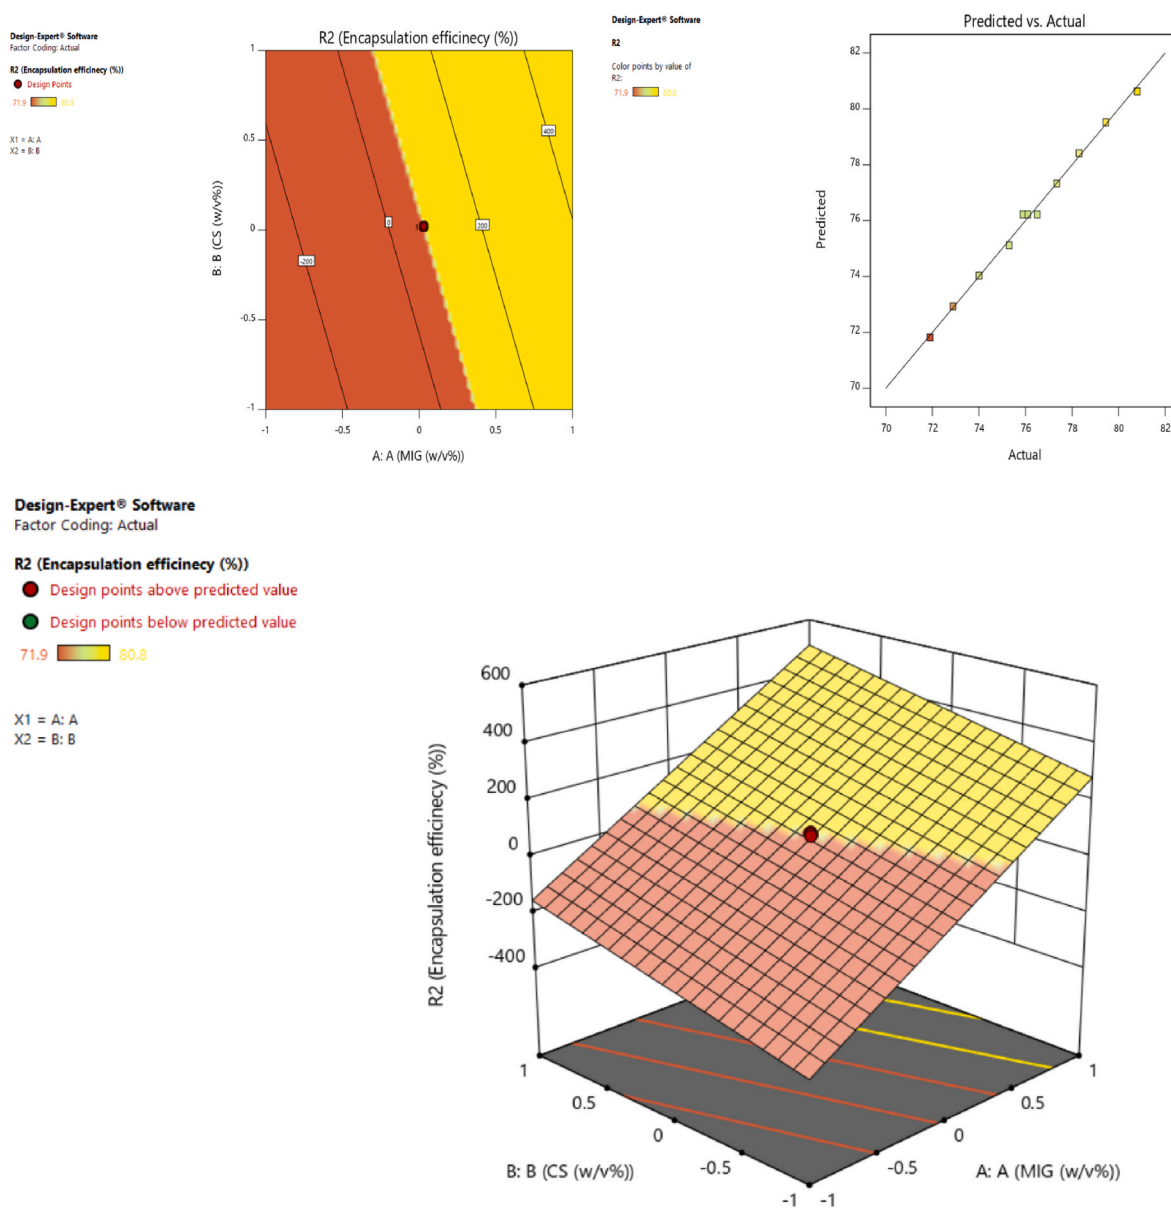 Design-Expert® Software
Factor Coding: Actual
R2 (Encapsulation efficinecy (%))
Design Points
71.9 80.8
X1 = A: A
X2 = B: B
R2 (Encapsulation efficinecy (%))
1
0.5
0
-0.5
-1
B: B (CS (w/v%))
-200
0
3
200
400
-1 -0.5 0 0.5 1
A: A (MIG (w/v%))
Design-Expert® Software
R2
Color points by value of
R2:
71.9 80.8
Predicted vs. Actual
82
80
78
76
74
72
70
Predicted
70 72 74 76 78 80 82
Actual
Design-Expert® Software
Factor Coding: Actual
R2 (Encapsulation efficinecy (%))
Design points above predicted value
Design points below predicted value
71.9 80.8
X1 = A: A
X2 = B: B
R2 (Encapsulation efficinecy (%))
600
400
200
0
-200
-400
1
0.5
0
-0.5
-1
B: B (CS (w/v%))
-1
-0.5
0
0.5
1
A: A (MIG (w/v%))